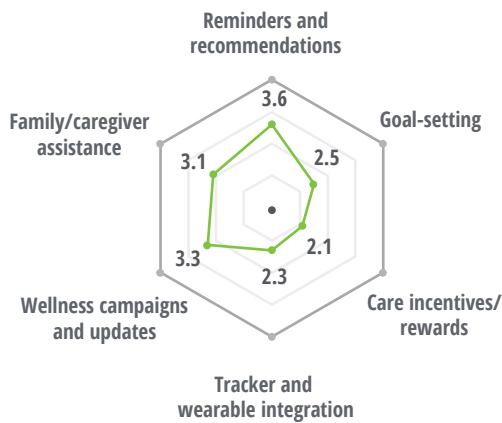 Reminders and
recommendations
3.6
Goal-setting
2.5
Family/caregiver
assistance
3.1
2.1
3.3
2.3
Care incentives/
rewards
Wellness campaigns
and updates
Tracker and
wearable integration